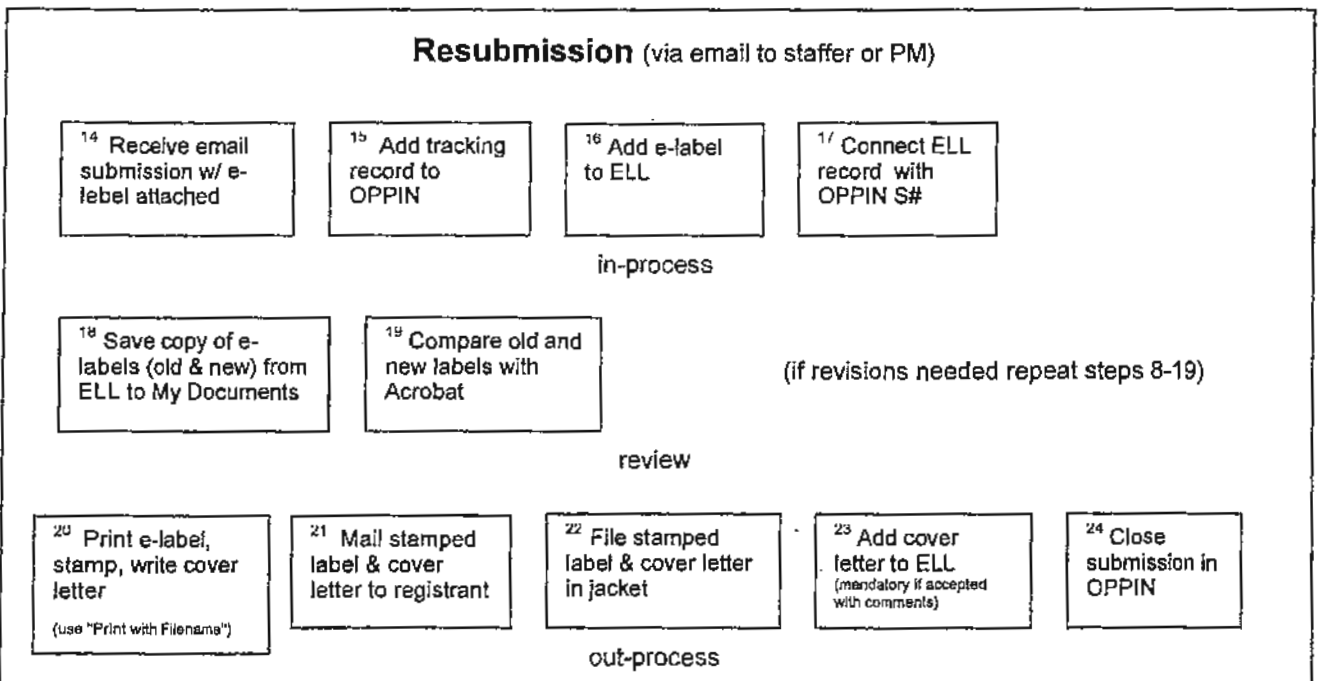 Resubmission (via email to staffer or PM)
14 Receive email
submission w/ e-
lebel attached
15 Add tracking
record to
OPPIN
16 Add e-label
to ELL
17 Connect ELL
record with
OPPIN S#
in-process
18 Save copy of e-
labels (old & new) from
ELL to My Documents
19 Compare old and
new labels with
Acrobat
(if revisions needed repeat steps 8-19)
review
20 Print e-label,
stamp, write cover
letter
(use "Print with Filename")
21 Mail stamped
label & cover
letter to registrant
22 File stamped
label & cover letter
in jacket
23 Add cover
letter to ELL
(mandatory if accepted
with comments)
24 Close
submission in
OPPIN
out-process